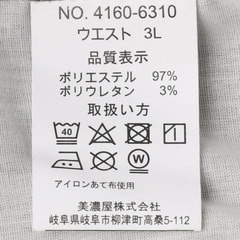 NO. 4160-6310
ウエスト 3L
品質表示
ポリエステル 97%
ポリウレタン 3%
取扱い方
40
アイロンあて布使用
美濃屋株式会社
岐阜県岐阜市柳津町高桑5-112